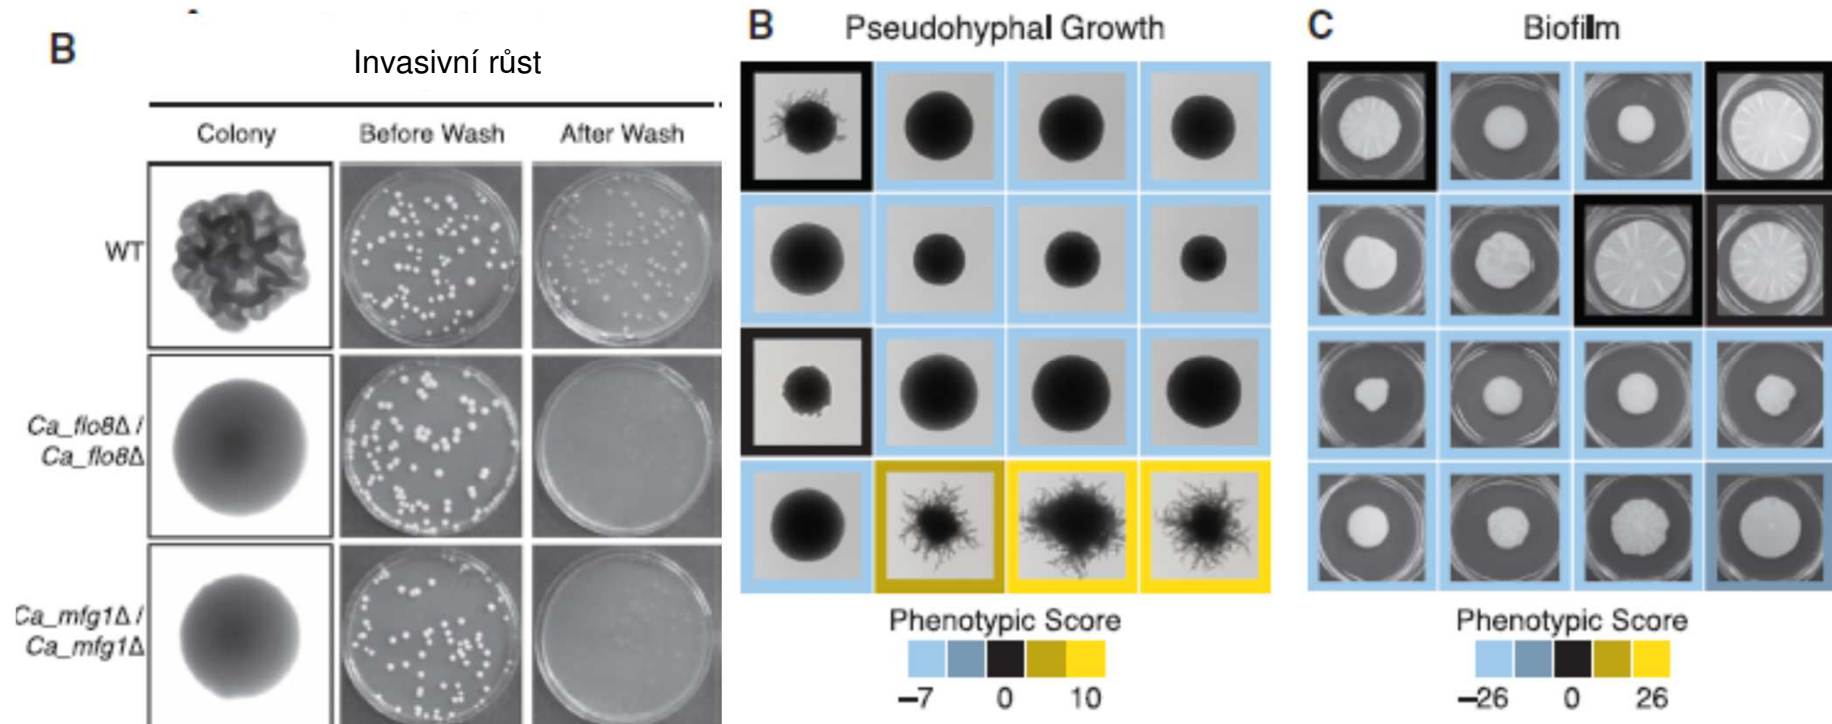 B
Invasivní růst
Colony Before Wash After Wash
WT
Ca_flo8Δ /
Ca_flo8Δ
Ca_mfg1Δ /
Ca_mfg1Δ
B Pseudohyphal Growth
Phenotypic Score
–7 0 10
C Biofilm
Phenotypic Score
–26 0 26